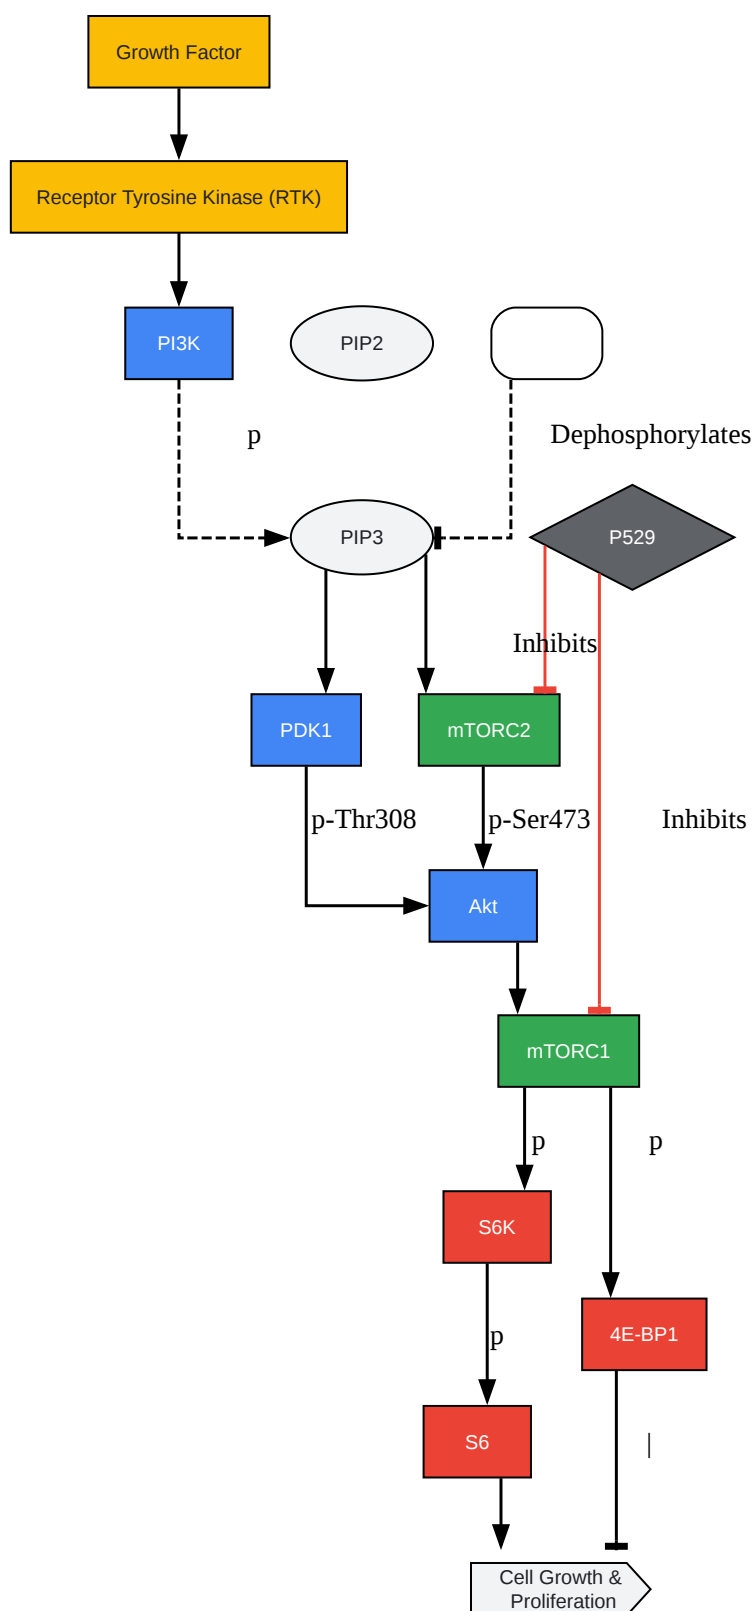 Growth Factor
Receptor Tyrosine Kinase (RTK)
PI3K
PIP2
p
Dephosphorylates
PIP3
P529
Inhibits
PDK1
mTORC2
p-Thr308
p-Ser473
Inhibits
Akt
mTORC1
p
p
S6K
4E-BP1
p
S6
|
Cell Growth &
Proliferation